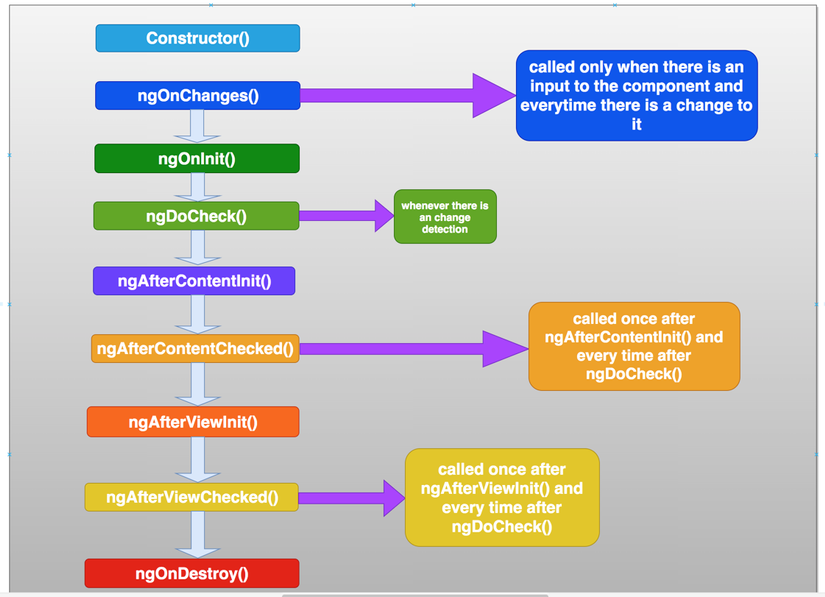 Constructor()
ngOnChanges()
called only when there is an
input to the component and
everytime there is a change to
it
ngOnInit()
ngDoCheck()
whenever there is
an change
detection
ngAfterContentInit()
ngAfterContentChecked()
called once after
ngAfterContentInit() and
every time after
ngDoCheck()
ngAfterViewInit()
ngAfterViewChecked()
called once after
ngAfterViewInit() and
every time after
ngDoCheck()
ngOnDestroy()